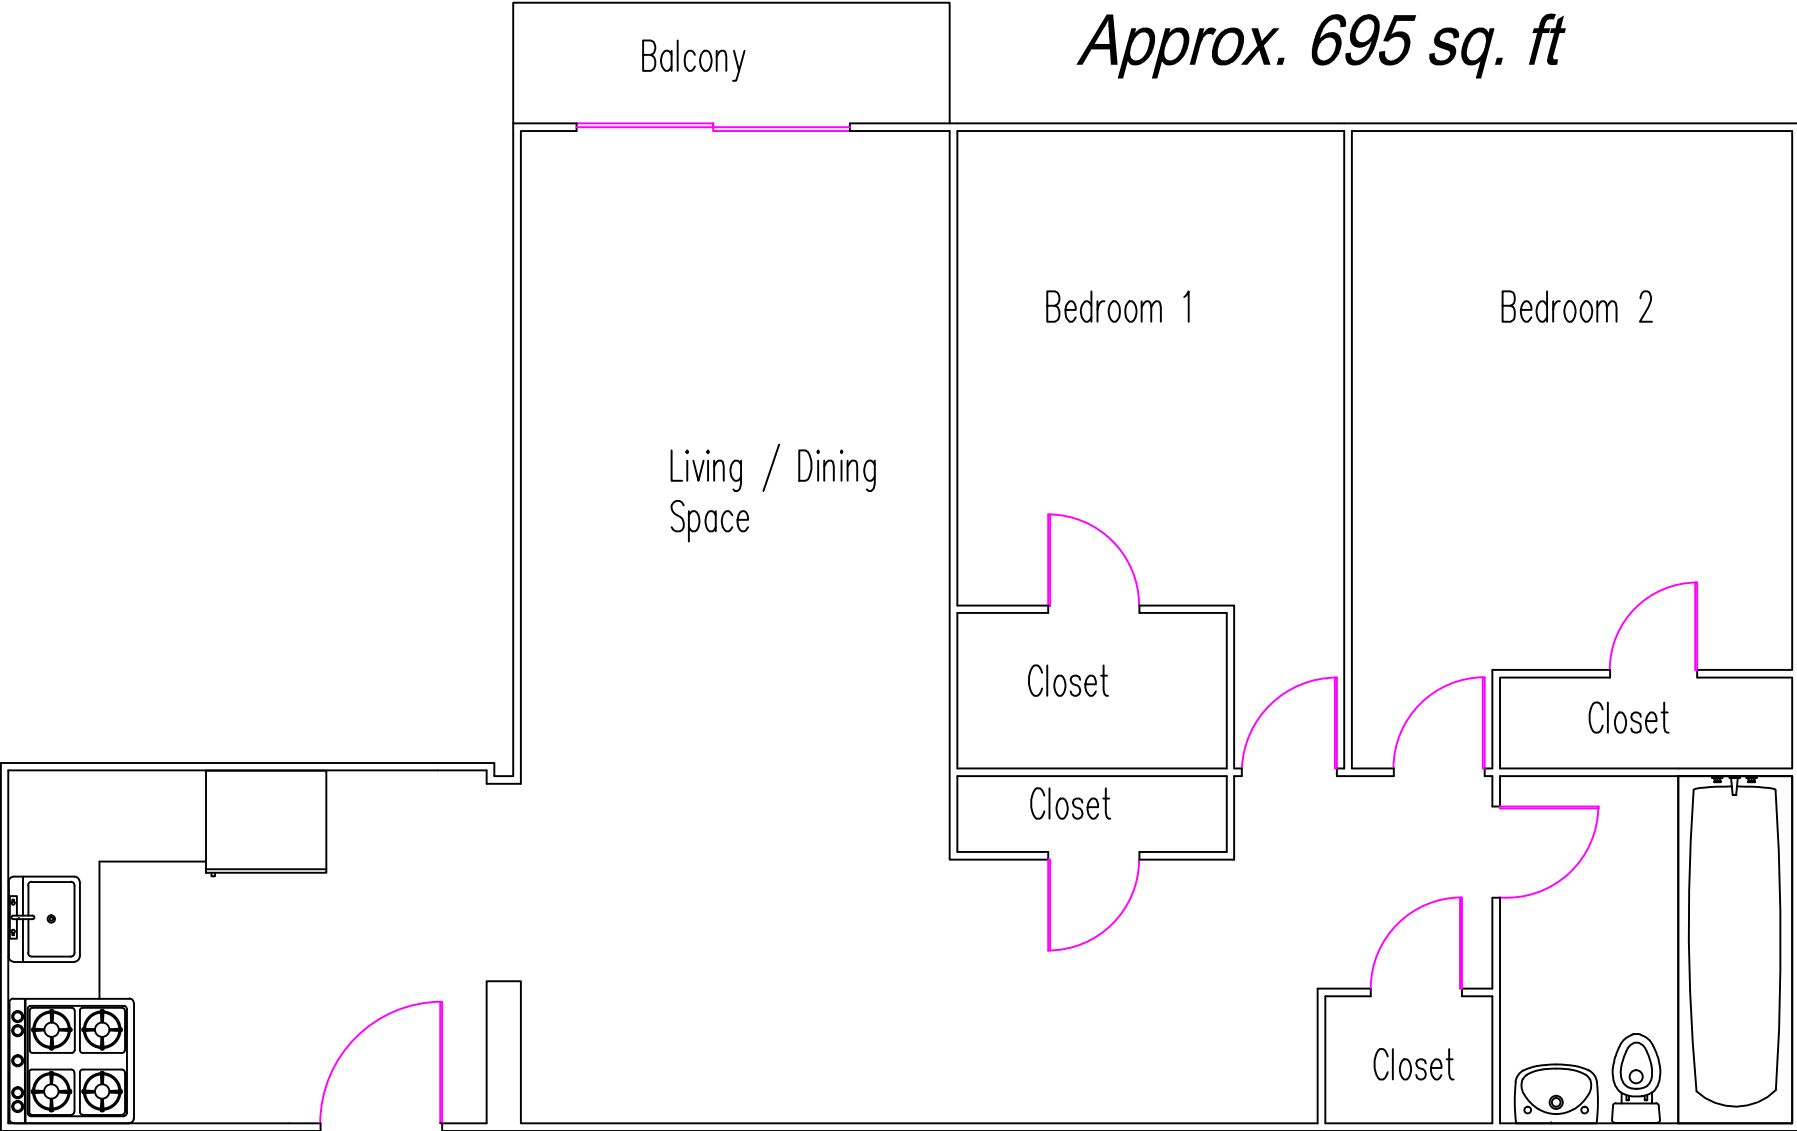 Approx. 695 sq. ft
Balcony
Bedroom 1
Bedroom 2
Living / Dining
Space
Closet
Closet
Closet
Closet